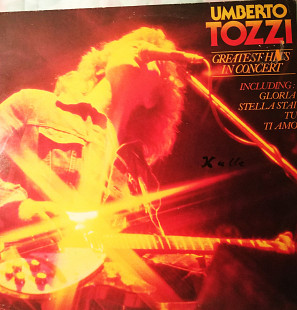 UMBERTO
TOZZI
GREATEST HITS
IN CONCERT
INCLUDING:
GLORIA
STELLA STAI
TU
TI AMO